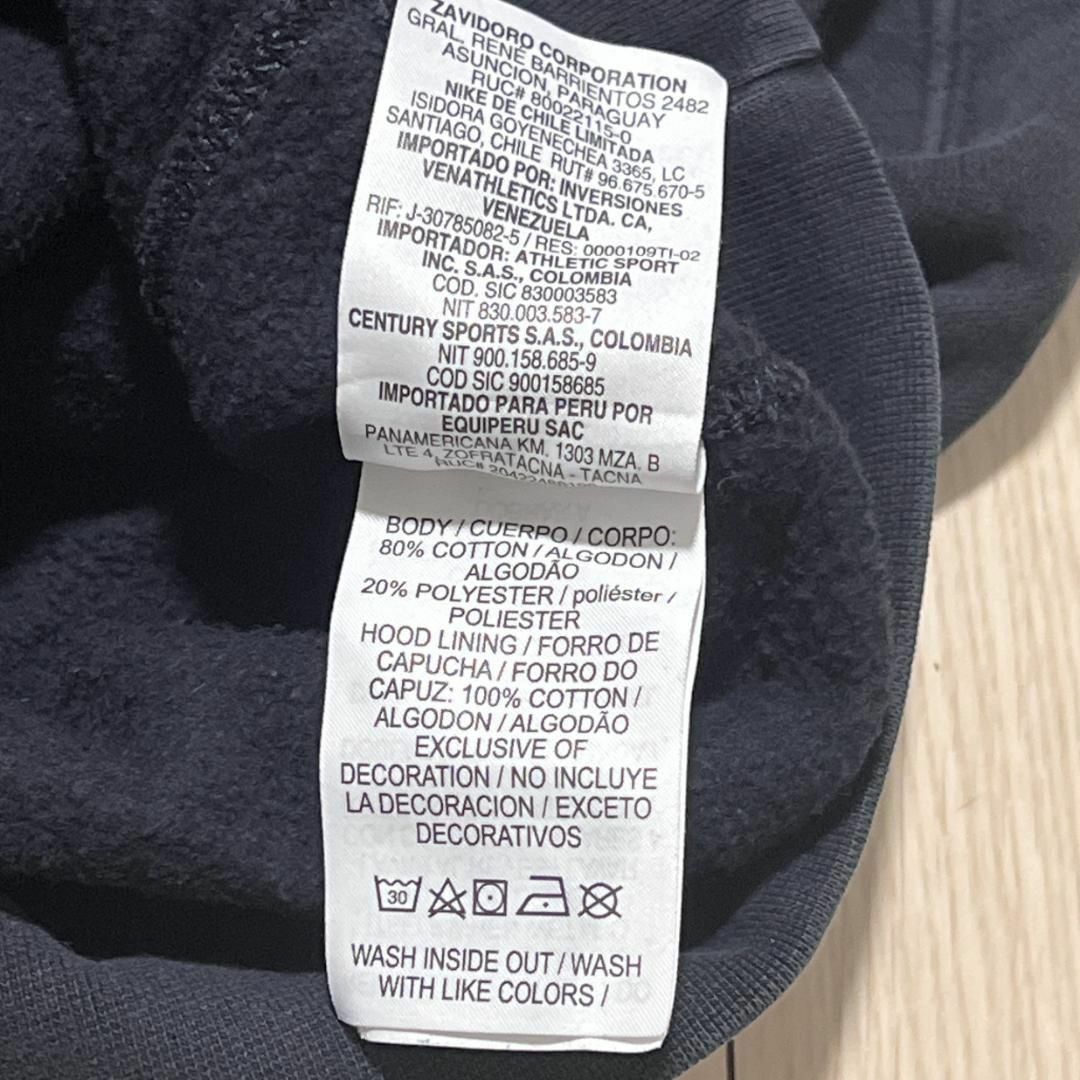 ZAVIDORO CORPORATION
GRAL, RENE BARRIENTOS 2482
ASUNCION, PARAGUAY
RUC# 80022115-0
NIKE DE CHILE LIMITADA
ISIDORA GOYENECHEA 3365, LC
SANTIAGO, CHILE RUT# 96.675.670-5
IMPORTADO POR: INVERSIONES
VENATHLETICS LTDA. CA,
VENEZUELA
RIF: J-30785082-5 / RES: 0000109TI-02
IMPORTADOR: ATHLETIC SPORT
INC. S.A.S., COLOMBIA
COD. SIC 830003583
NIT 830.003.583-7
CENTURY SPORTS S.A.S., COLOMBIA
NIT 900.158.685-9
COD SIC 900158685
IMPORTADO PARA PERU POR
EQUIPERU SAC
PANAMERICANA KM. 1303 MZA. B
LTE 4, ZOFRATACNA - TACNA
RUC#
BODY / CUERPO / CORPO:
80% COTTON / ALGODON /
ALGODÃO
20% POLYESTER / poliéster /
POLIESTER
HOOD LINING / FORRO DE
CAPUCHA / FORRO DO
CAPUZ: 100% COTTON /
ALGODON / ALGODÃO
EXCLUSIVE OF
DECORATION / NO INCLUYE
LA DECORACION / EXCETO
DECORATIVOS
30
WASH INSIDE OUT / WASH
WITH LIKE COLORS /